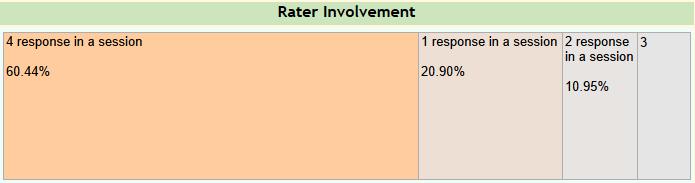 Rater Involvement
4 response in a session
60.44%
1 response in a session
20.90%
2 response
in a session
10.95%
3